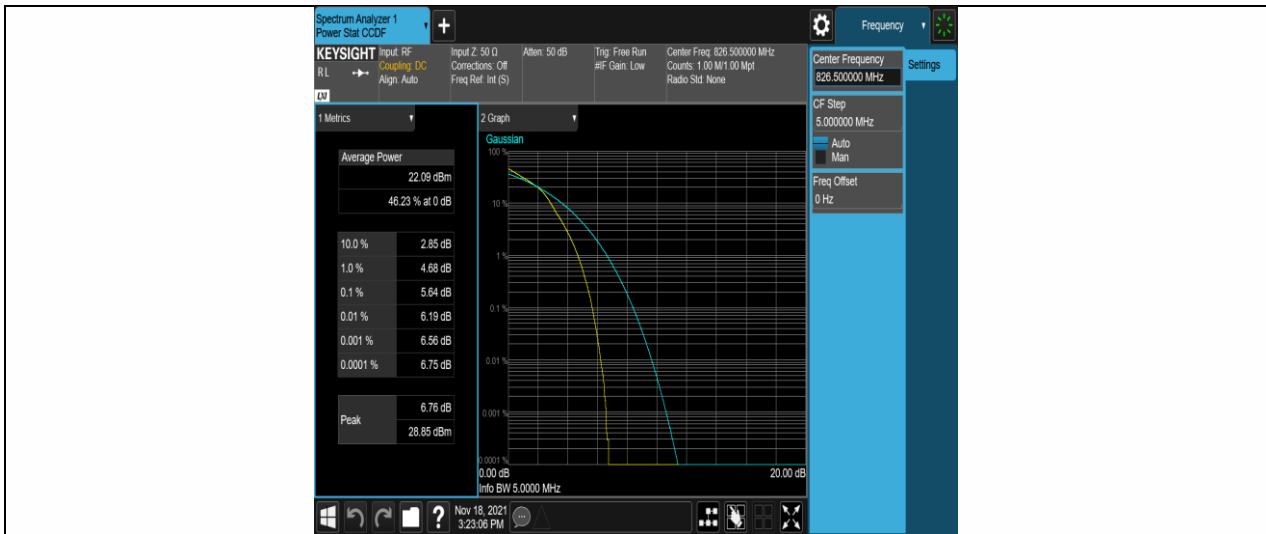 Spectrum Analyzer 1
Power Stat CCDF
+
Frequency
KEYSIGHT
RL
LXI
Input: RF
Coupling: DC
Align: Auto
Input Z: 50 Ω
Corrections: Off
Freq Ref: Int (S)
Atten: 50 dB
Trig: Free Run
#IF Gain: Low
Center Freq: 826.500000 MHz
Counts: 1.00 M/1.00 Mpt
Radio Std: None
Center Frequency
826.500000 MHz
Settings
CF Step
5.000000 MHz
Auto
Man
Freq Offset
0 Hz
1 Metrics
Average Power
22.09 dBm
46.23 % at 0 dB
10.0 % 2.85 dB
1.0 % 4.68 dB
0.1 % 5.64 dB
0.01 % 6.19 dB
0.001 % 6.56 dB
0.0001 % 6.75 dB
Peak
6.76 dB
28.85 dBm
2 Graph
Gaussian
100 %
10 %
1 %
0.1 %
0.01 %
0.001 %
0.0001 %
0.00 dB 20.00 dB
Info BW 5.0000 MHz
?
Nov 18, 2021
3:23:06 PM